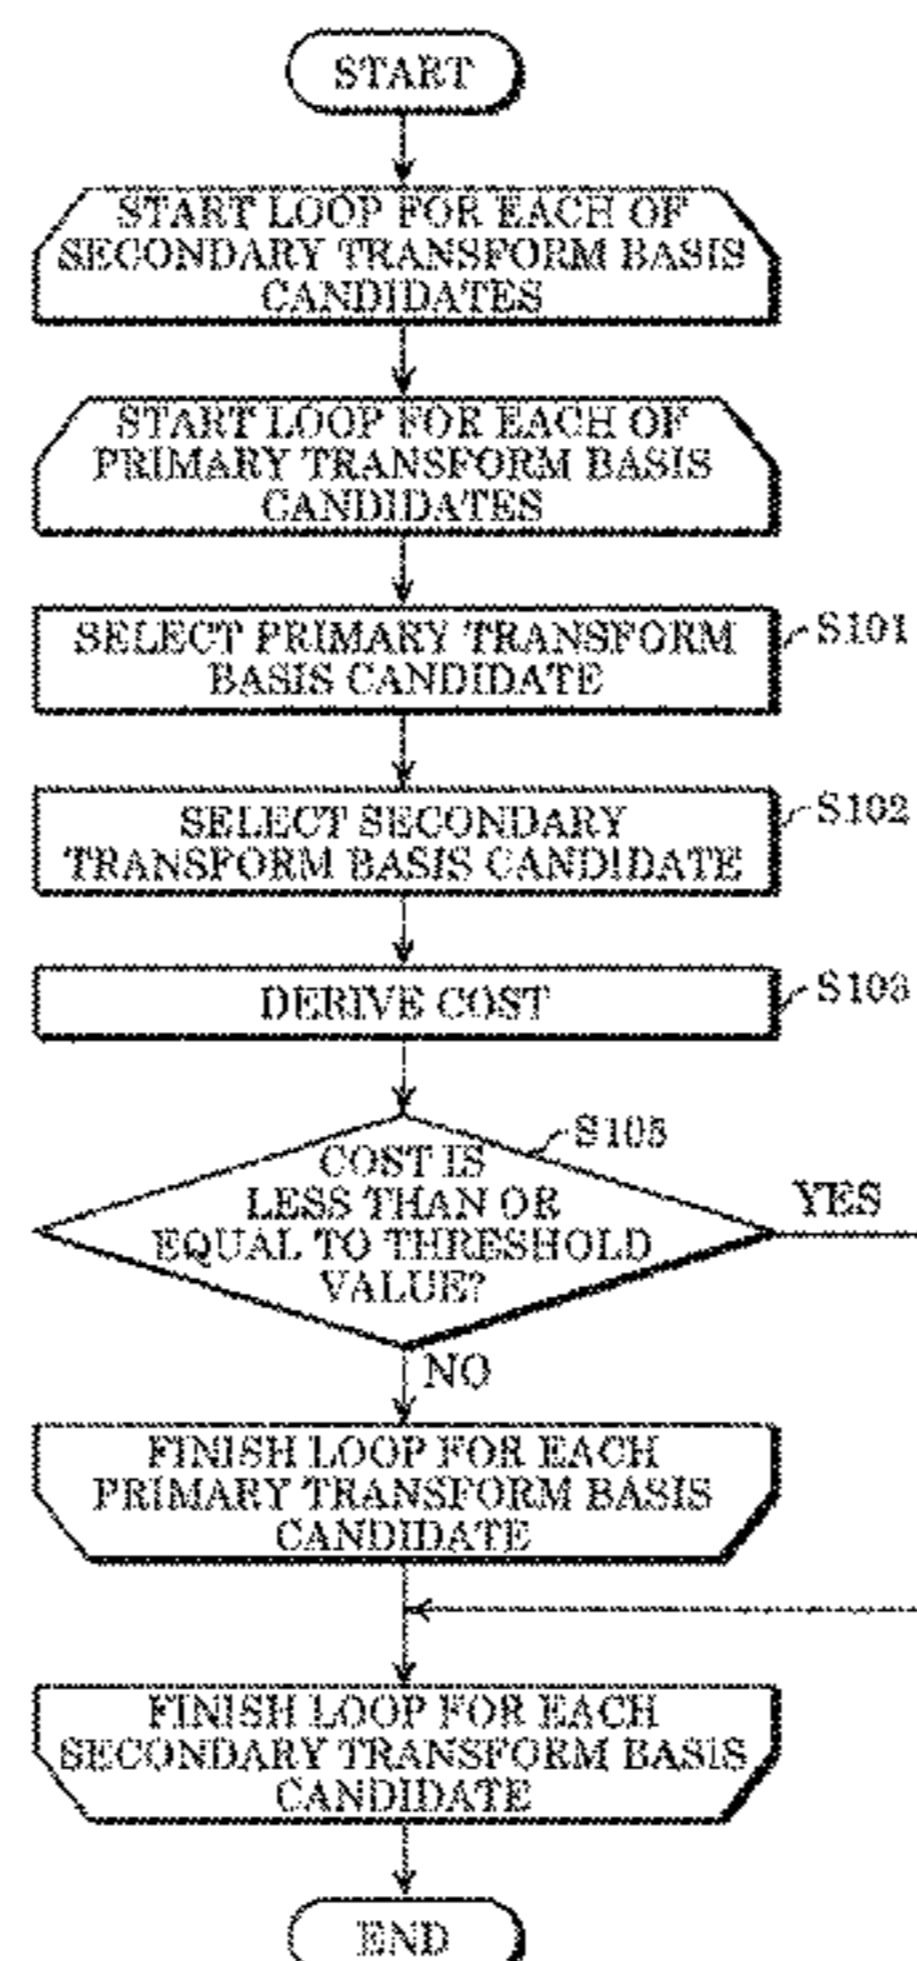 START
START LOOP FOR EACH OF
SECONDARY TRANSFORM BASIS
CANDIDATES
START LOOP FOR EACH OF
PRIMARY TRANSFORM BASIS
CANDIDATES
SELECT PRIMARY TRANSFORM
BASIS CANDIDATE
S101
SELECT SECONDARY
TRANSFORM BASIS CANDIDATE
S102
DERIVE COST
S103
S105
COST IS
LESS THAN OR
EQUAL TO THRESHOLD
VALUE?
YES
NO
FINISH LOOP FOR EACH
PRIMARY TRANSFORM BASIS
CANDIDATE
FINISH LOOP FOR EACH
SECONDARY TRANSFORM BASIS
CANDIDATE
END